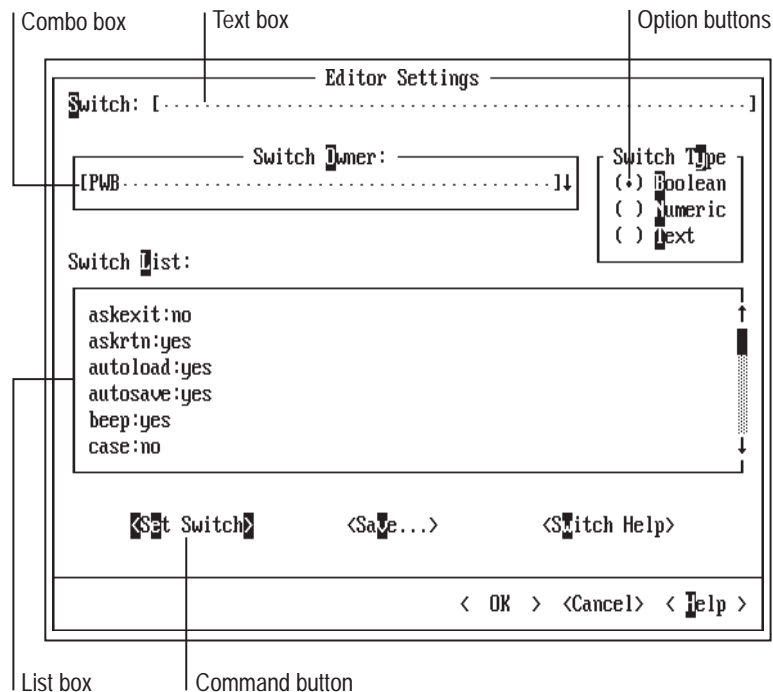 Combo box Text box Option buttons
Editor Settings
Switch: [............................................................]
Switch Owner:
[PWB............................................]↓
Switch Type
(•) Boolean
( ) Numeric
( ) Text
Switch List:
askexit:no
askrtn:yes
autoload:yes
autosave:yes
beep:yes
case:no
<Set Switch> <Save...> <Switch Help>
< OK > <Cancel> < Help >
List box Command button